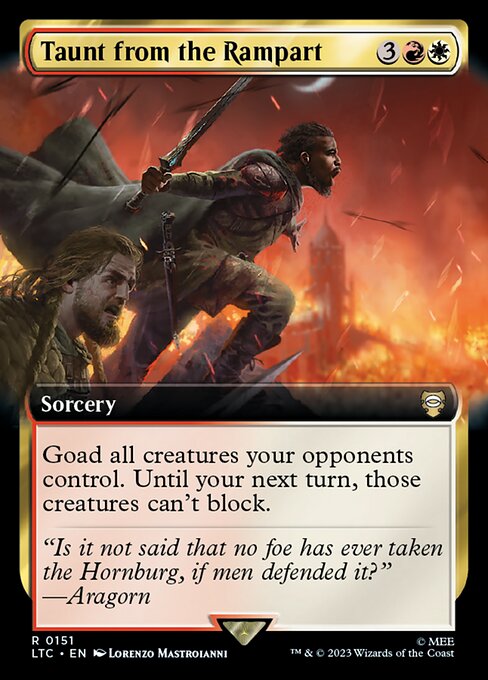 Taunt from the Rampart 3
Sorcery
Goad all creatures your opponents
control. Until your next turn, those
creatures can't block.
“Is it not said that no foe has ever taken
the Hornburg, if men defended it?”
—Aragorn
R 0151
LTC • EN Lorenzo Mastroianni
© MEE
™ & © 2023 Wizards of the Coast